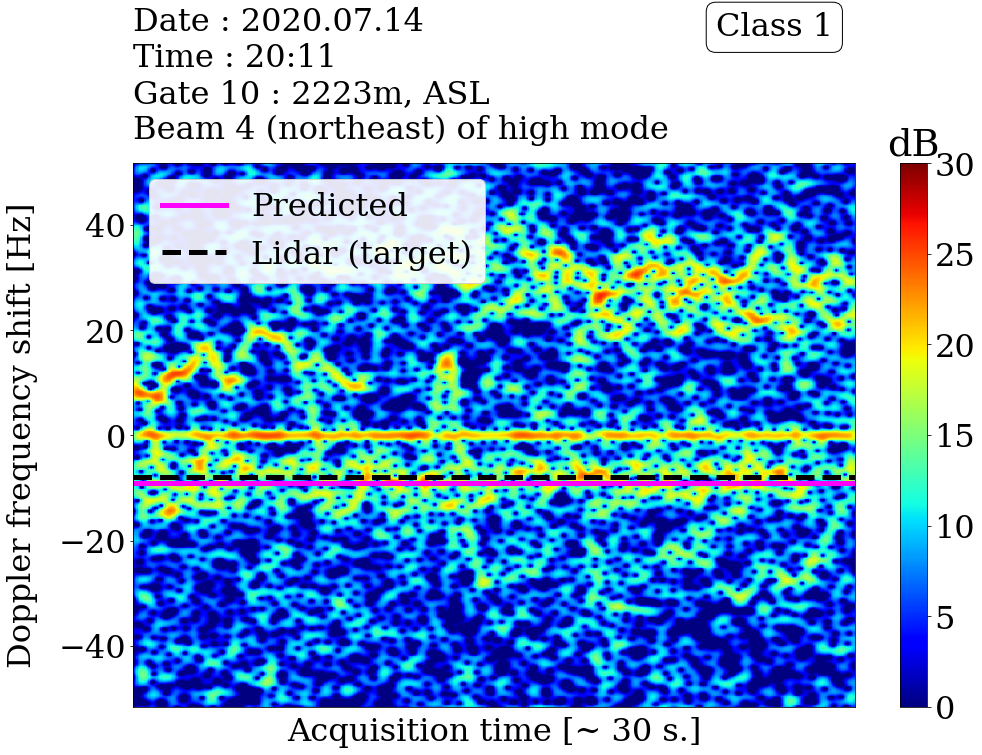 Date : 2020.07.14
Class 1
Time : 20:11
Gate 10 : 2223m, ASL
Beam 4 (northeast) of high mode
dB
Predicted
Lidar (target)
Doppler frequency shift [Hz]
40
20
0
−20
−40
30
25
20
15
10
5
0
Acquisition time [~ 30 s.]